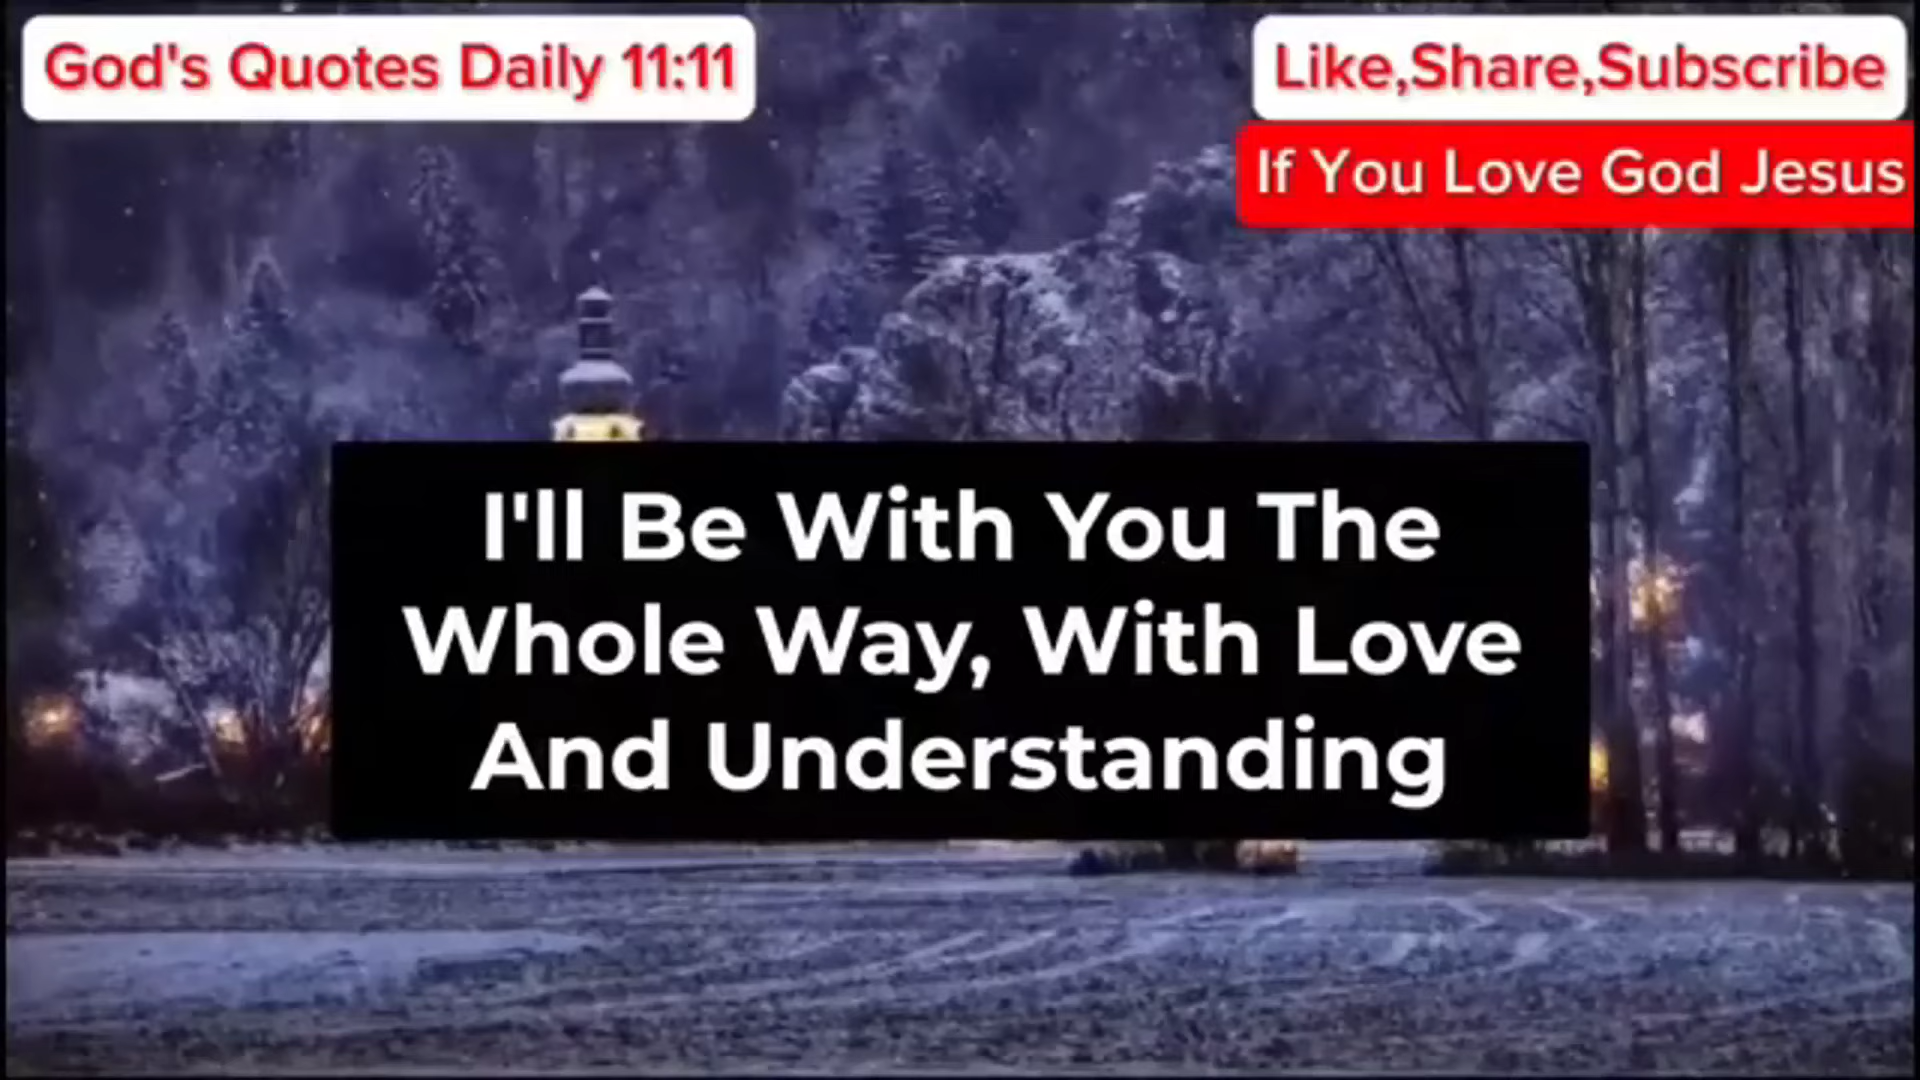 God's Quotes Daily 11:11
Like,Share,Subscribe
If You Love God Jesus
I'll Be With You The
Whole Way, With Love
And Understanding